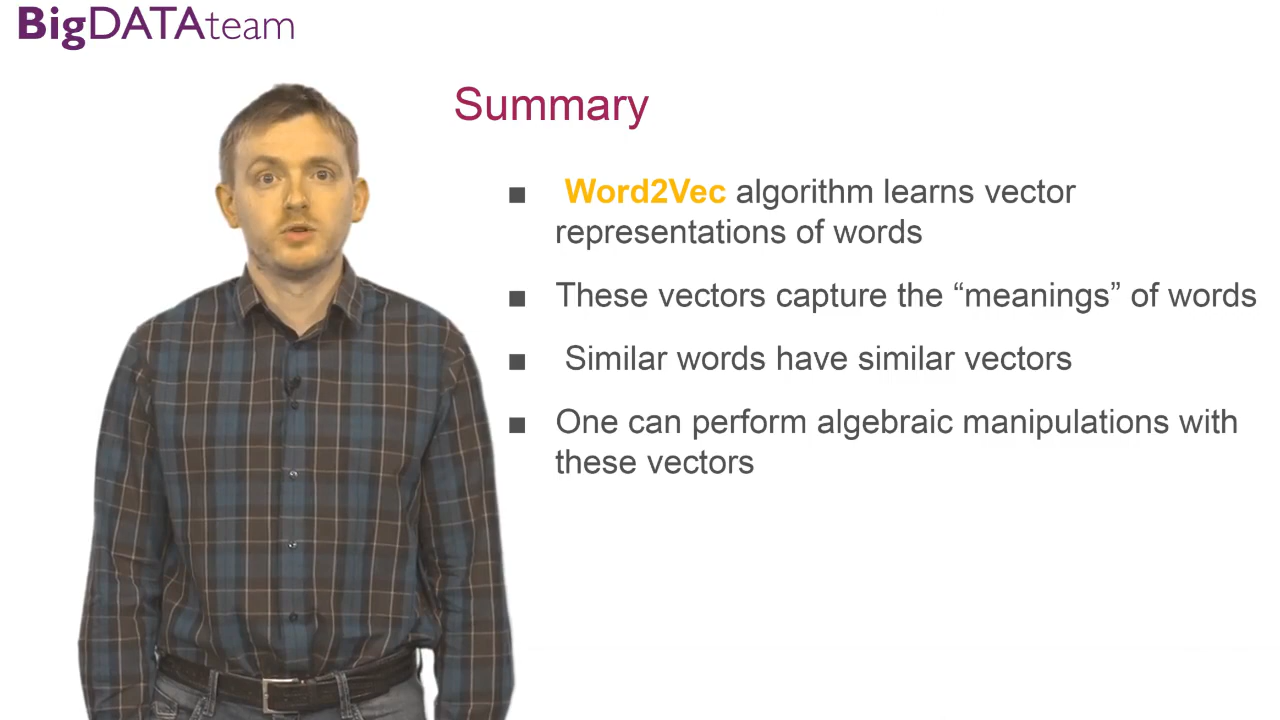 BigDATAteam
Summary
■ Word2Vec algorithm learns vector
representations of words
■ These vectors capture the “meanings” of words
■ Similar words have similar vectors
■ One can perform algebraic manipulations with
these vectors